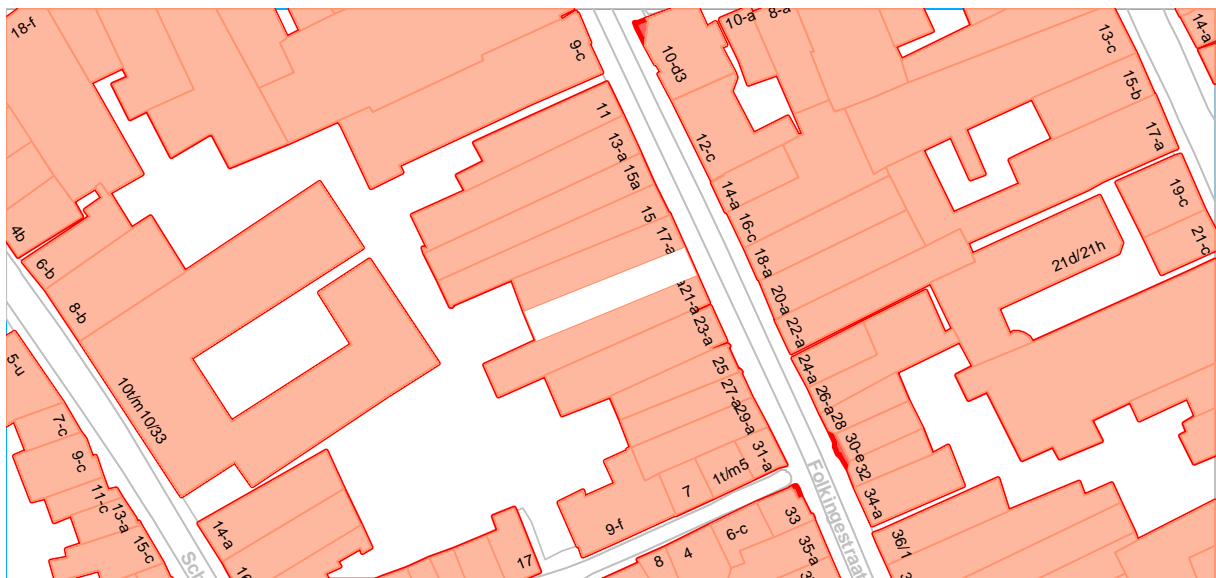 18-f
9-c
10-a
8-a
10-d3
13-c
14-a
15-b
17-a
11
13-a
15a
15
17-a
12-c
14-a
16-c
18-a
20-a
22-a
19-c
21-c
21d/21h
4b
6-b
8-b
10t/m10/33
21-a
23-a
25
27-a
29-a
31-a
24-a
26-a
28
30-e
32
34-a
36/1
5-u
7-c
9-c
11-c
13-a
15-c
14-a
17
9-f
7
1t/m5
8
4
6-c
33
35-a
Folkingestraat